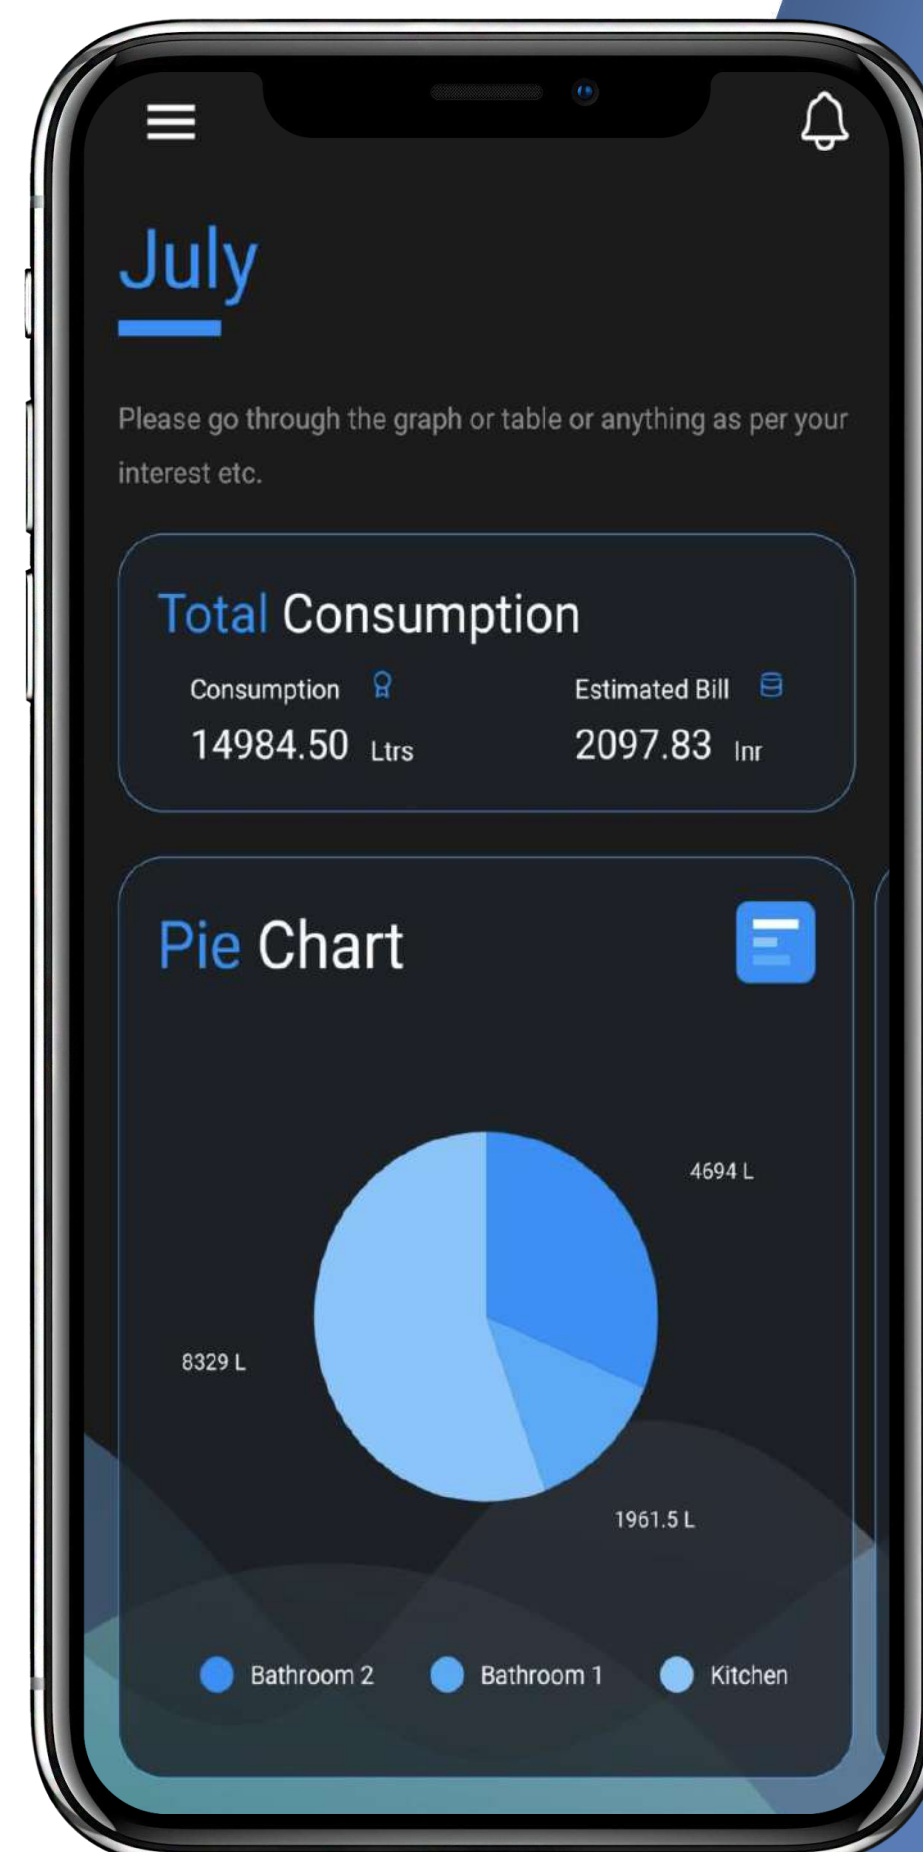 July
Please go through the graph or table or anything as per your
interest etc.
Total Consumption
Consumption
Estimated Bill
14984.50 Ltrs
2097.83 Inr
Pie Chart
4694 L
8329 L
1961.5 L
Bathroom 2
Bathroom 1
Kitchen